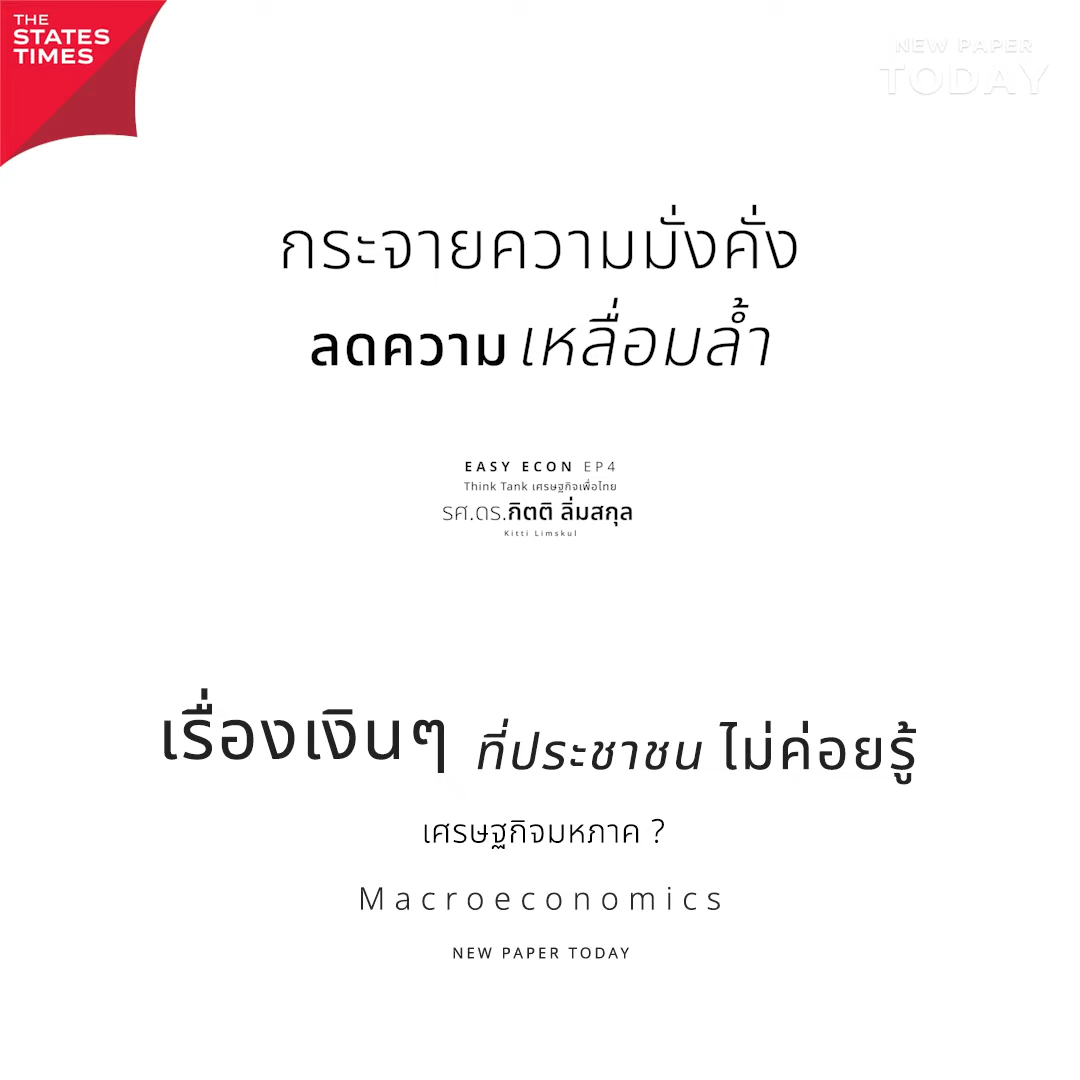 THE
STATES
TIMES
NEW PAPER
TODAY
กระจายความมั่งคั่ง
ลดความเหลื่อมล้ำ
EASY ECON EP4
Think Tank เศรษฐกิจเพื่อไทย
รศ.ดร.กิตติ ลิ่มสกุล
Kitti Limskul
เรื่องเงินๆ ที่ประชาชน ไม่ค่อยรู้
เศรษฐกิจมหภาค ?
Macroeconomics
NEW PAPER TODAY